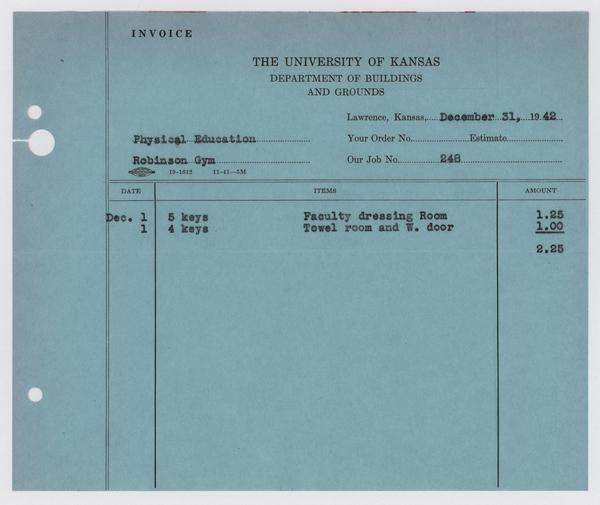 INVOICE
THE UNIVERSITY OF KANSAS
DEPARTMENT OF BUILDINGS
AND GROUNDS
Lawrence, Kansas, December 31, 1942
Physical Education Your Order No. Estimate
Robinson Gym Our Job No. 248
19-1612 11-41—5M
DATE ITEMS AMOUNT
Dec. 1 5 keys Faculty dressing Room 1.25
1 4 keys Towel room and W. door 1.00
2.25